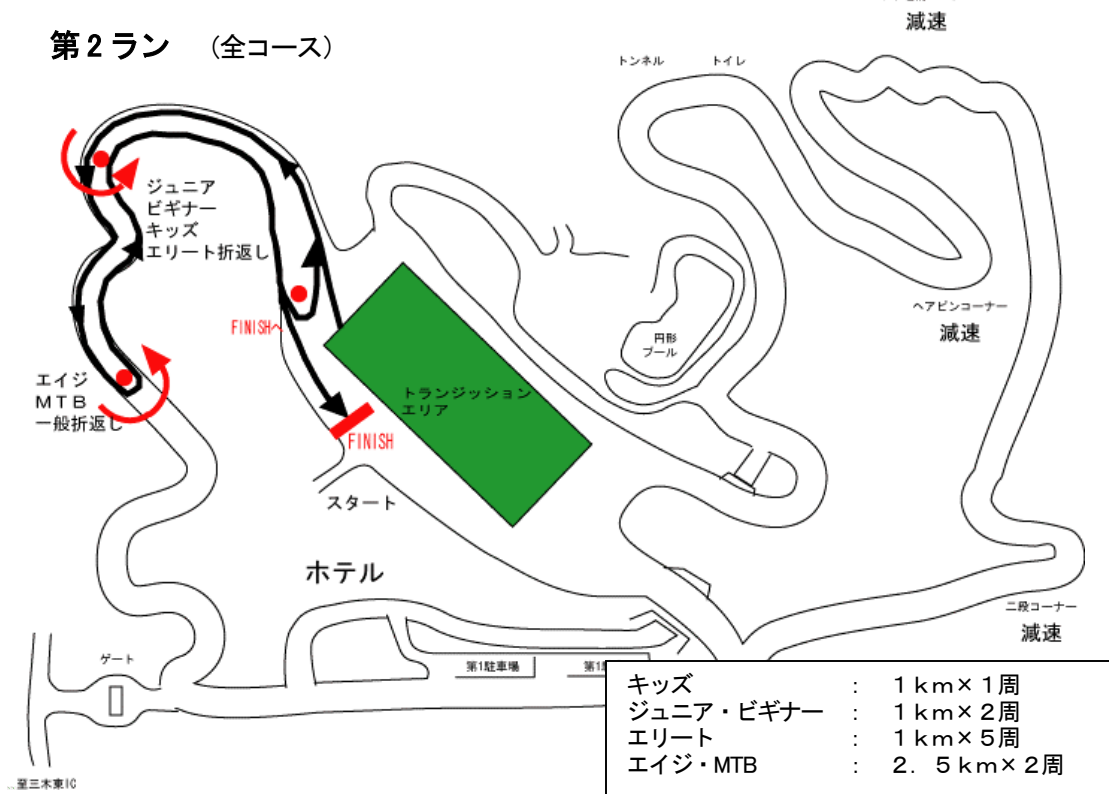 減速
第2ラン （全コース）
トンネル トイレ
ジュニア
ビギナー
キッズ
エリート折返し
ヘアピンコーナー
減速
FINISHへ
円形
プール
エイジ
ＭＴＢ
一般折返し
トランジッション
エリア
FINISH
スタート
ホテル
二段コーナー
減速
ゲート
第1駐車場
キッズ ： １ｋｍ×１周
ジュニア・ビギナー ： １ｋｍ×２周
エリート ： １ｋｍ×５周
エイジ・MTB ： ２．５ｋｍ×２周
至三木東IC